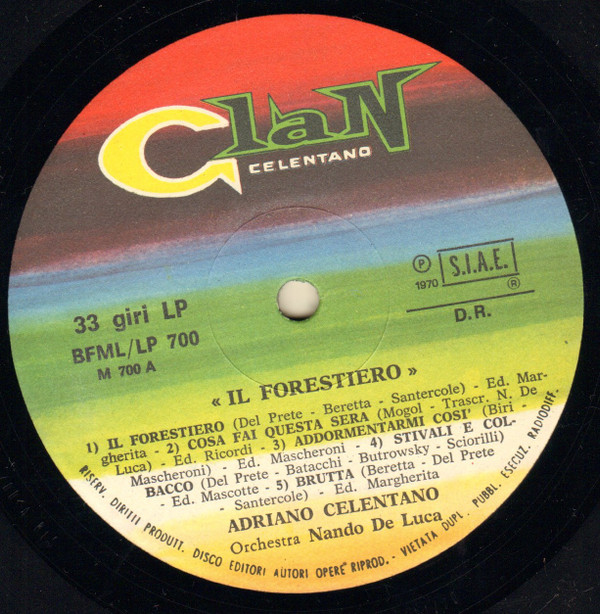 ClaN
CELENTANO
33 giri LP
BFML/LP 700
M 700 A
Ⓟ
1970
S.I.A.E.
®
D.R.
« IL FORESTIERO »
1) IL FORESTIERO (Del Prete - Beretta - Santercole) - Ed. Mar-
gherita - 2) COSA FAI QUESTA SERA (Mogol - Trascr. N. De
Luca) - Ed. Ricordi - 3) ADDORMENTARMI COSI' (Biri -
Mascheroni) - Ed. Mascheroni - 4) STIVALI E COL-
BACCO (Del Prete - Batacchi - Butrowsky - Sciorilli)
- Ed. Mascotte - 5) BRUTTA (Beretta - Del Prete
- Santercole) - Ed. Margherita
ADRIANO CELENTANO
Orchestra Nando De Luca
RISERV. DIRITII PRODUTT. DISCO EDITORI AUTORI OPERE RIPROD. - VIETATA DUPL. PUBBL. ESECUZ. RADIODIFF.